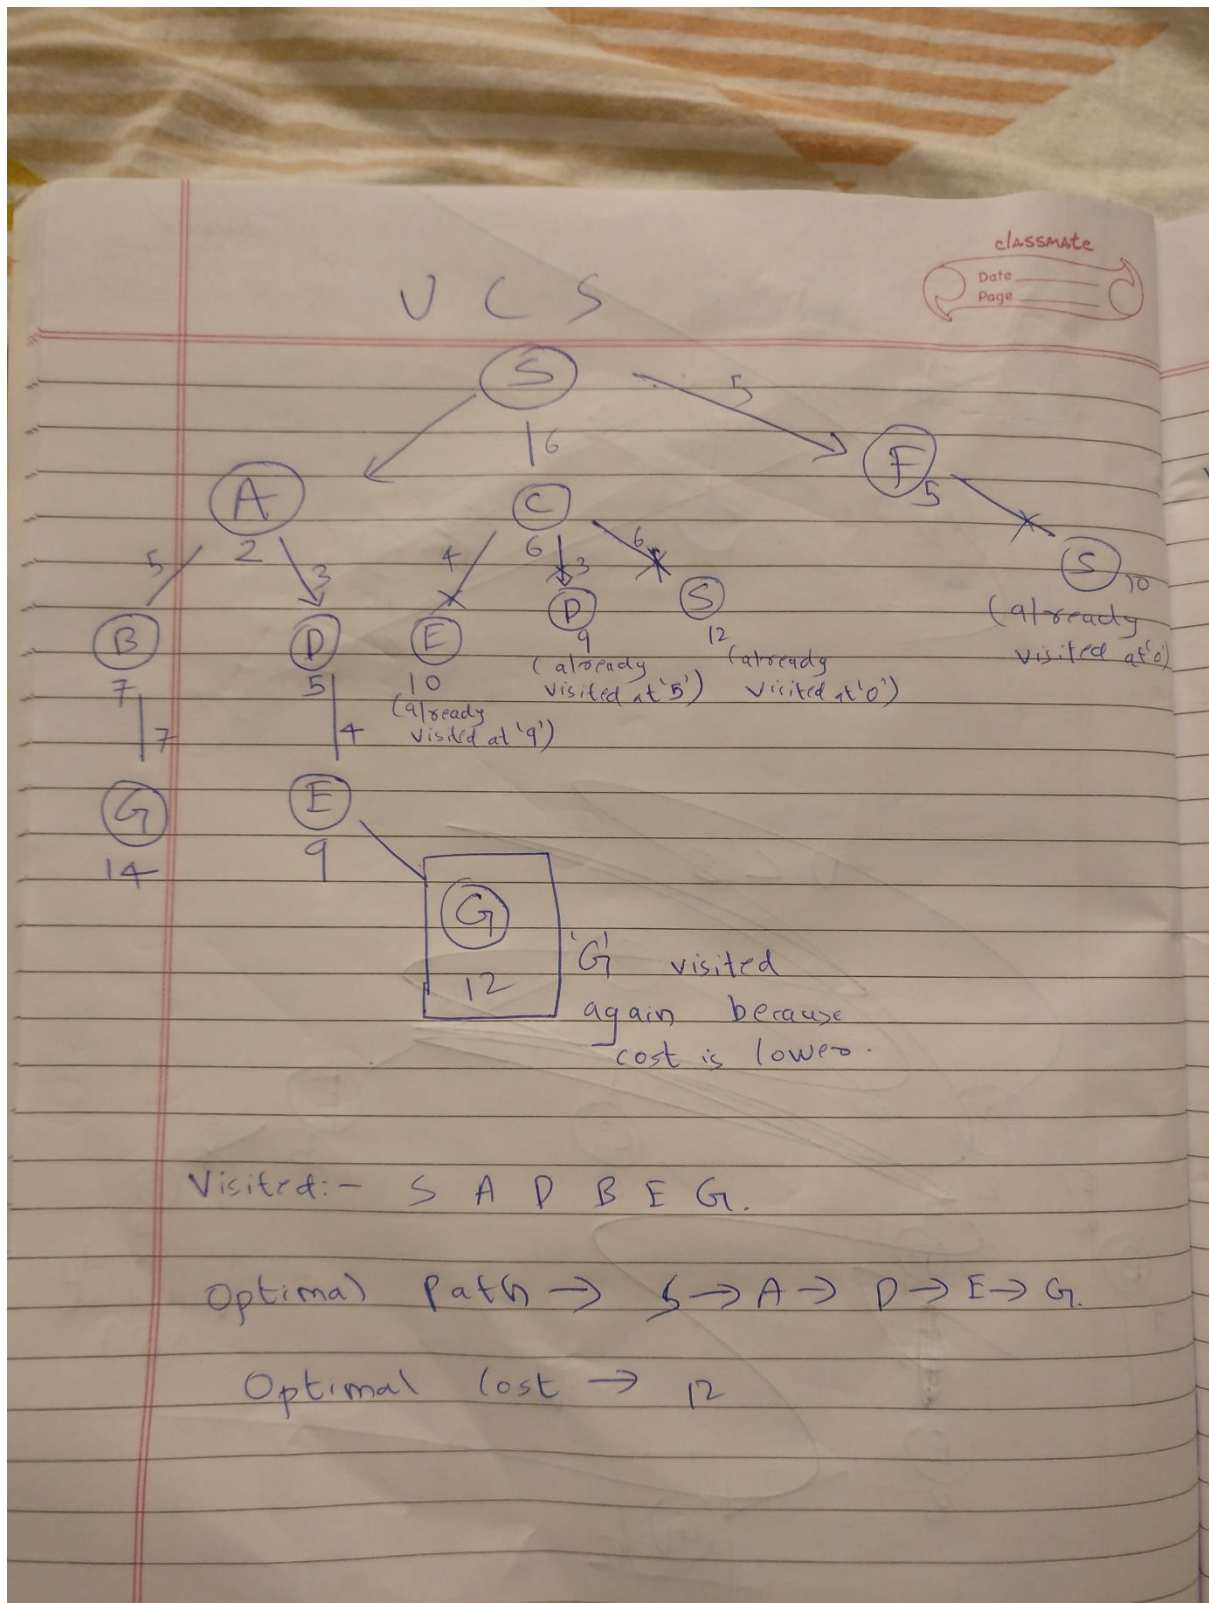 classmate
Date
Page
UCS
S
5
6
A
2
C
6
F
5
5
3
4
3
6
S
10
(already
visited at '0')
B
7
D
5
E
10
(already
visited at '9')
D
9
(already
visited at '5')
S
12
(already
visited at '0')
7
4
G
14
E
9
G
12
'G' visited
again because
cost is lower.
Visited:- S A D B E G.
Optimal Path → S → A → D → E → G.
Optimal Cost → 12